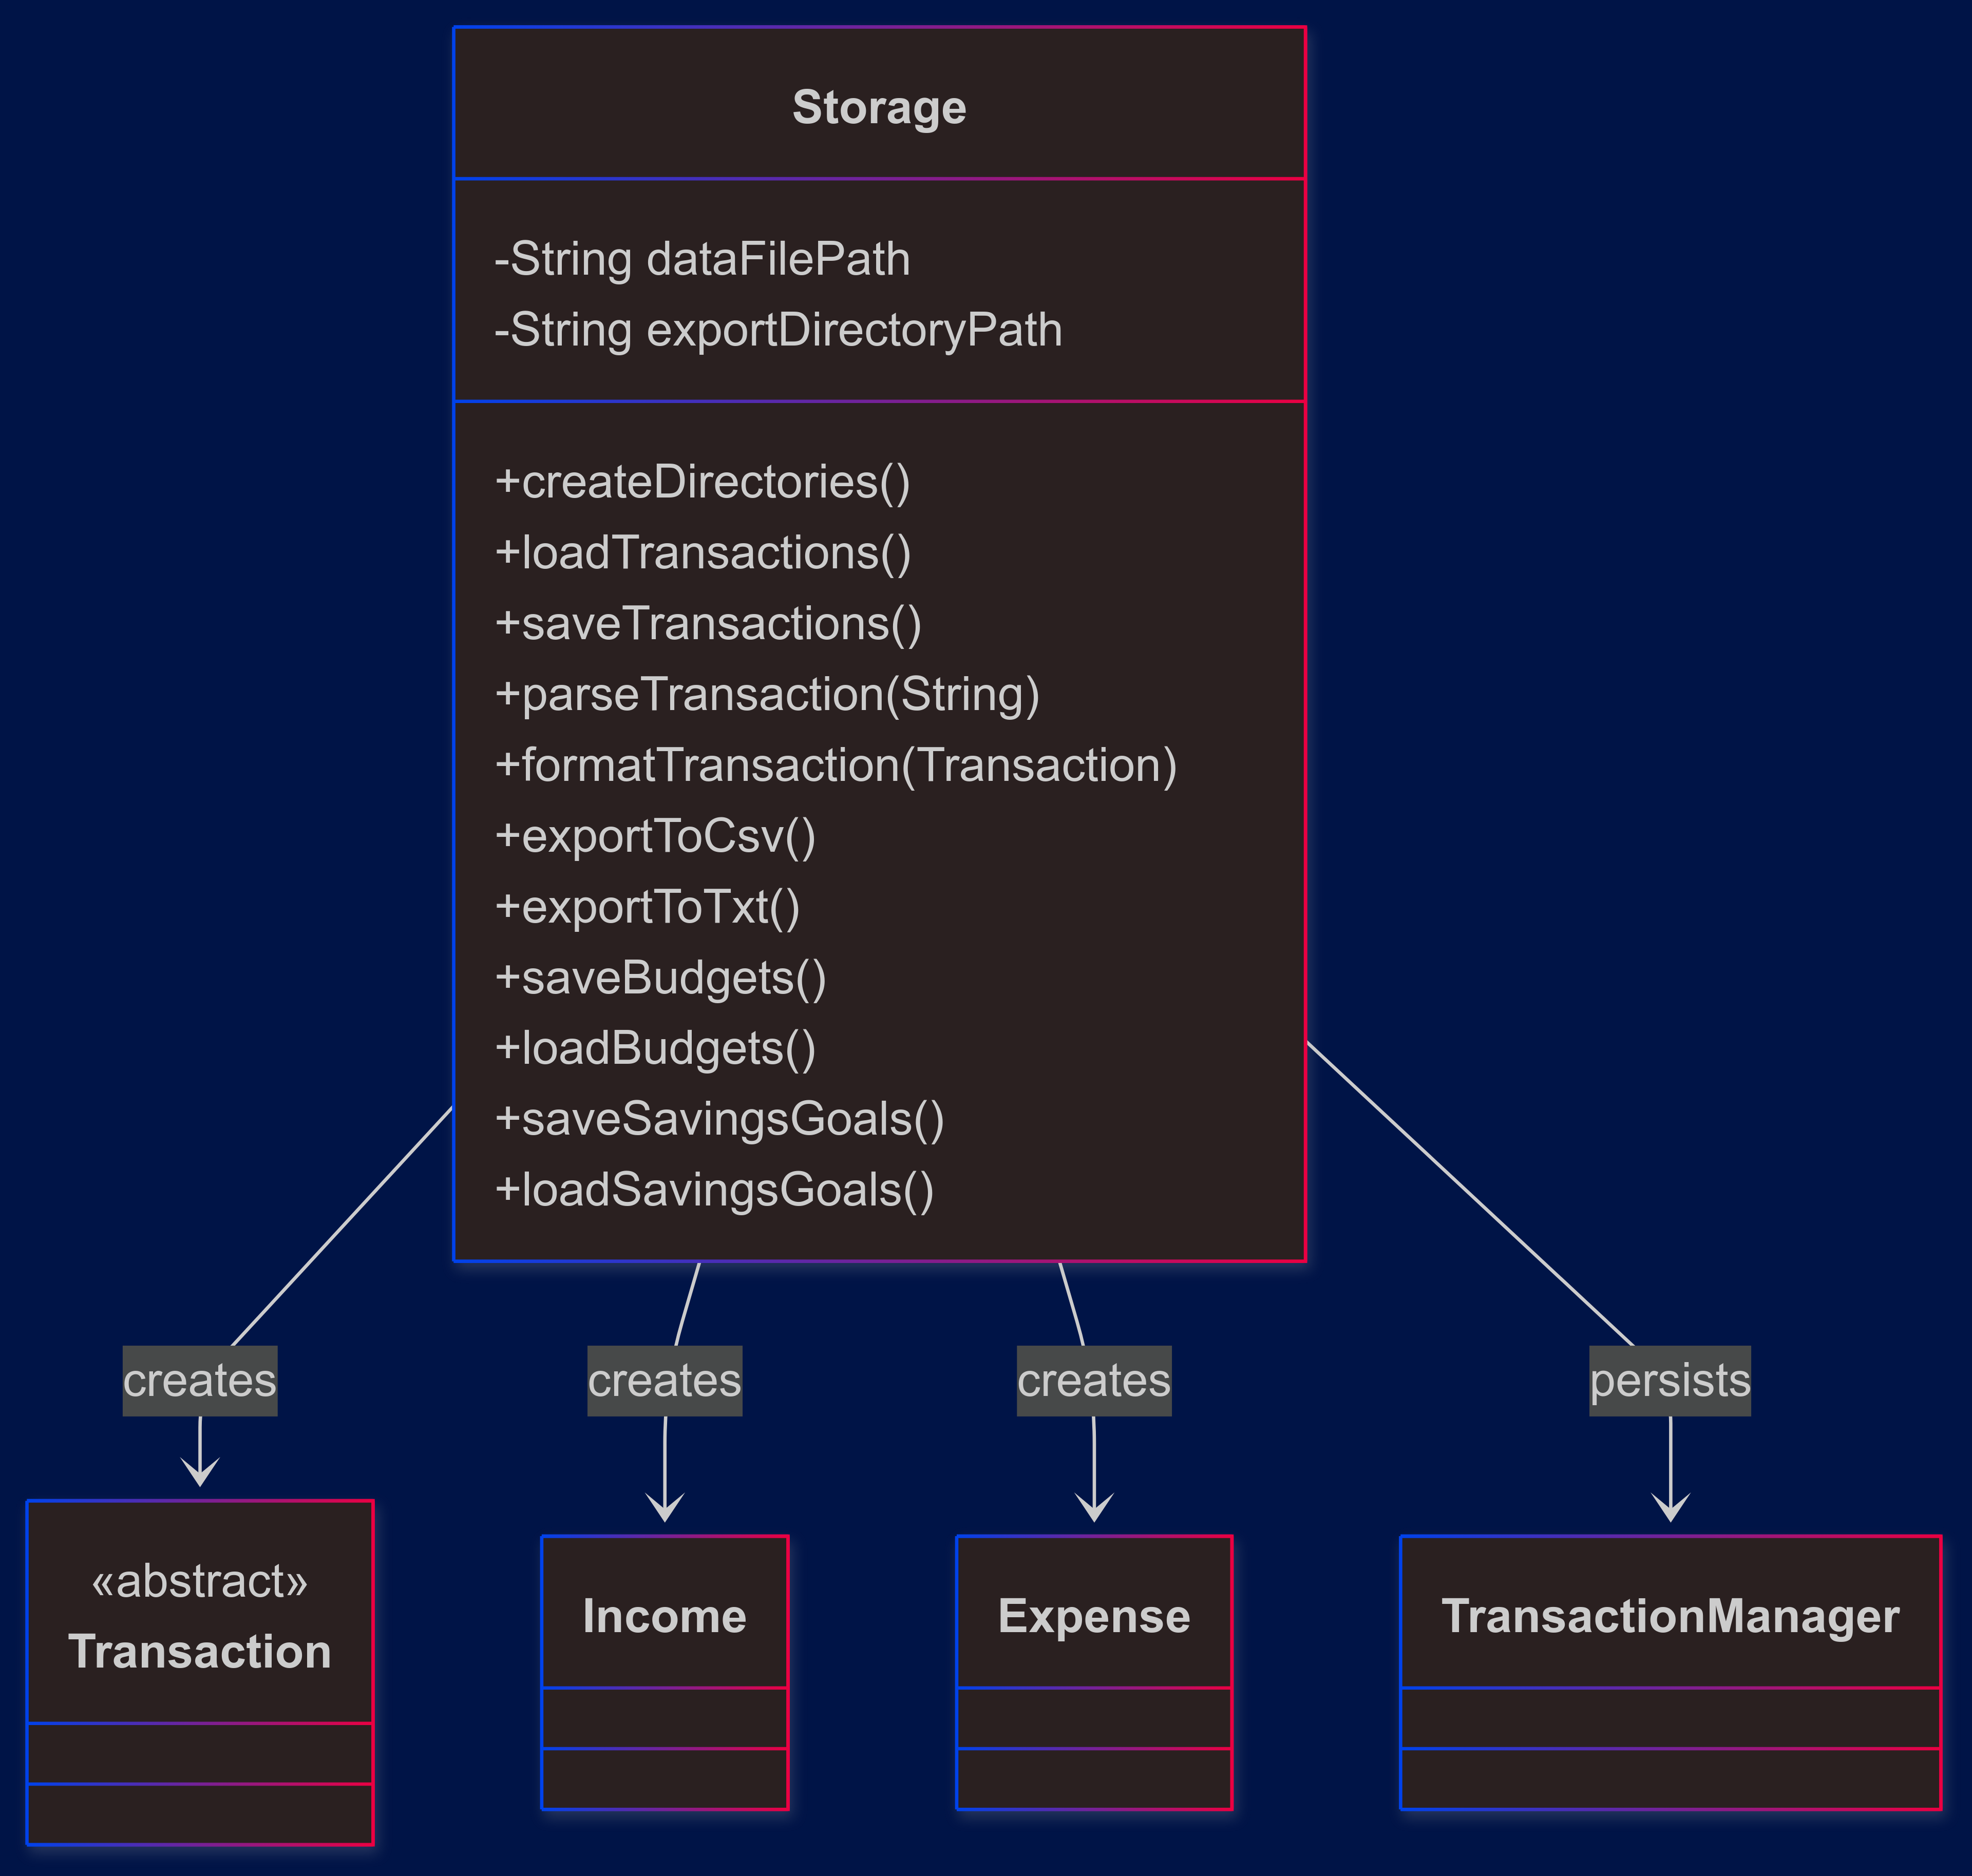 Storage
-String dataFilePath
-String exportDirectoryPath
+createDirectories()
+loadTransactions()
+saveTransactions()
+parseTransaction(String)
+formatTransaction(Transaction)
+exportToCsv()
+exportToTxt()
+saveBudgets()
+loadBudgets()
+saveSavingsGoals()
+loadSavingsGoals()
creates
creates
creates
persists
«abstract»
Transaction
Income
Expense
TransactionManager